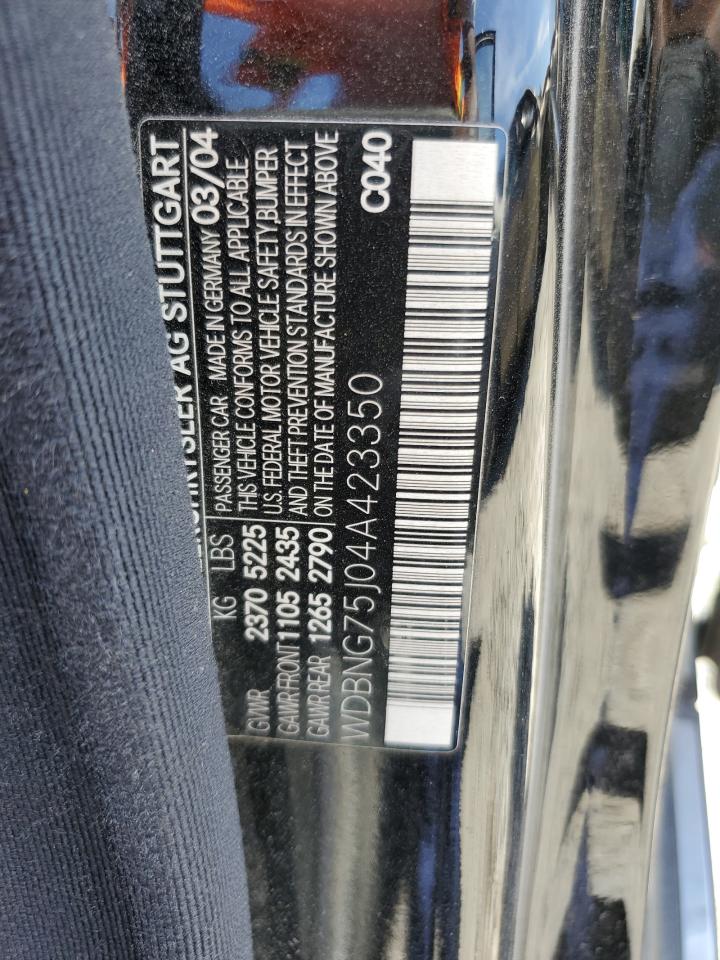 AG STUTTGART
PASSENGER CAR MADE IN GERMANY 03/04
KG LBS
THIS VEHICLE CONFORMS TO ALL APPLICABLE
GVWR 2370 5225
U.S. FEDERAL MOTOR VEHICLE SAFETY BUMPER
GAWR FRONT 1105 2435
AND THEFT PREVENTION STANDARDS IN EFFECT
GAWR REAR 1265 2790
ON THE DATE OF MANUFACTURE SHOWN ABOVE
WDBNG75J04A423350 C040